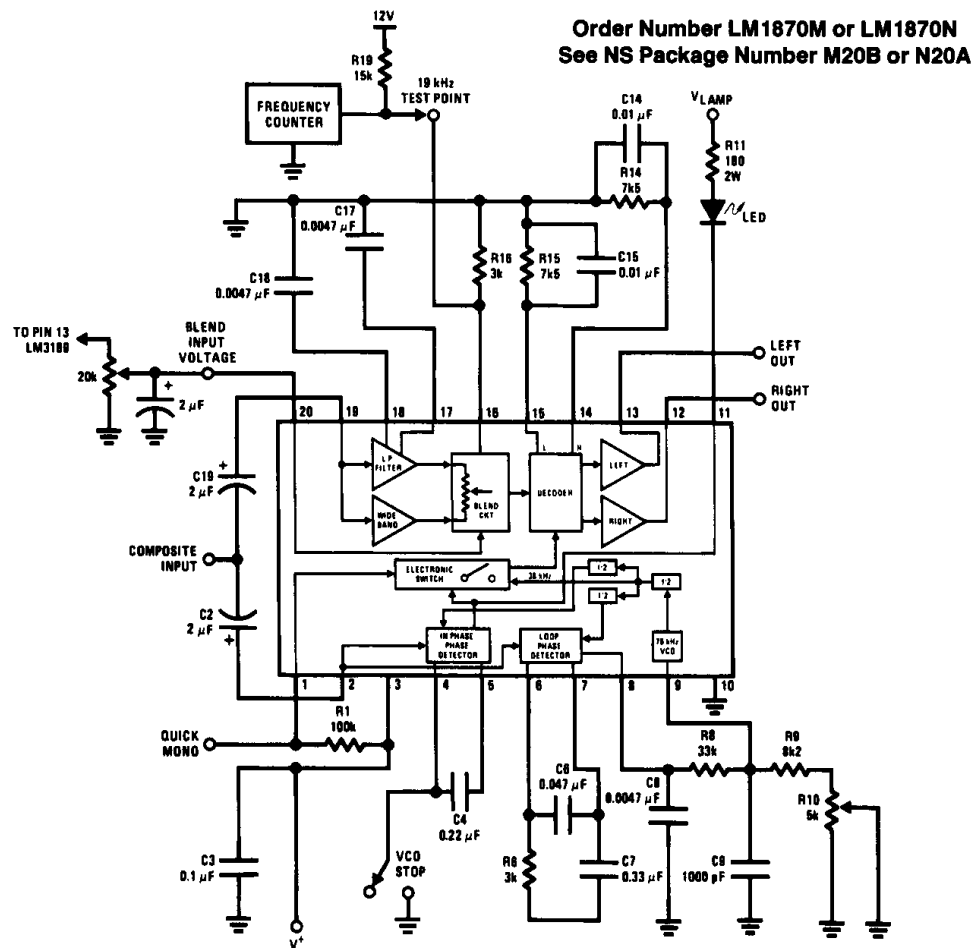 Order Number LM1870M or LM1870N
See NS Package Number M20B or N20A
12V
R19
15k
19 kHz
TEST POINT
FREQUENCY
COUNTER
C14
0.01 μF
R14
7k5
VLAMP
R11
180
2W
LED
C17
0.0047 μF
C18
0.0047 μF
R16
3k
R15
7k5
C15
0.01 μF
TO PIN 13
LM3189
BLEND
INPUT
VOLTAGE
20k
+
2 μF
LEFT
OUT
RIGHT
OUT
20 19 18 17 16 15 14 13 12 11
L P
FILTER
WIDE
BAND
BLEND
CKT
L
DECODER
LEFT
RIGHT
+
C19
2 μF
COMPOSITE
INPUT
C2
2 μF
+
ELECTRONIC
SWITCH
38 kHz
IN PHASE
PHASE
DETECTOR
LOOP
PHASE
DETECTOR
76 kHz
VCO
1 2 3 4 5 6 7 8 9 10
QUICK
MONO
R1
100k
C3
0.1 μF
V+
C4
0.22 μF
VCO
STOP
C6
0.047 μF
R6
3k
C7
0.33 μF
C8
0.0047 μF
R8
33k
R9
8k2
R10
5k
C9
1000 pF